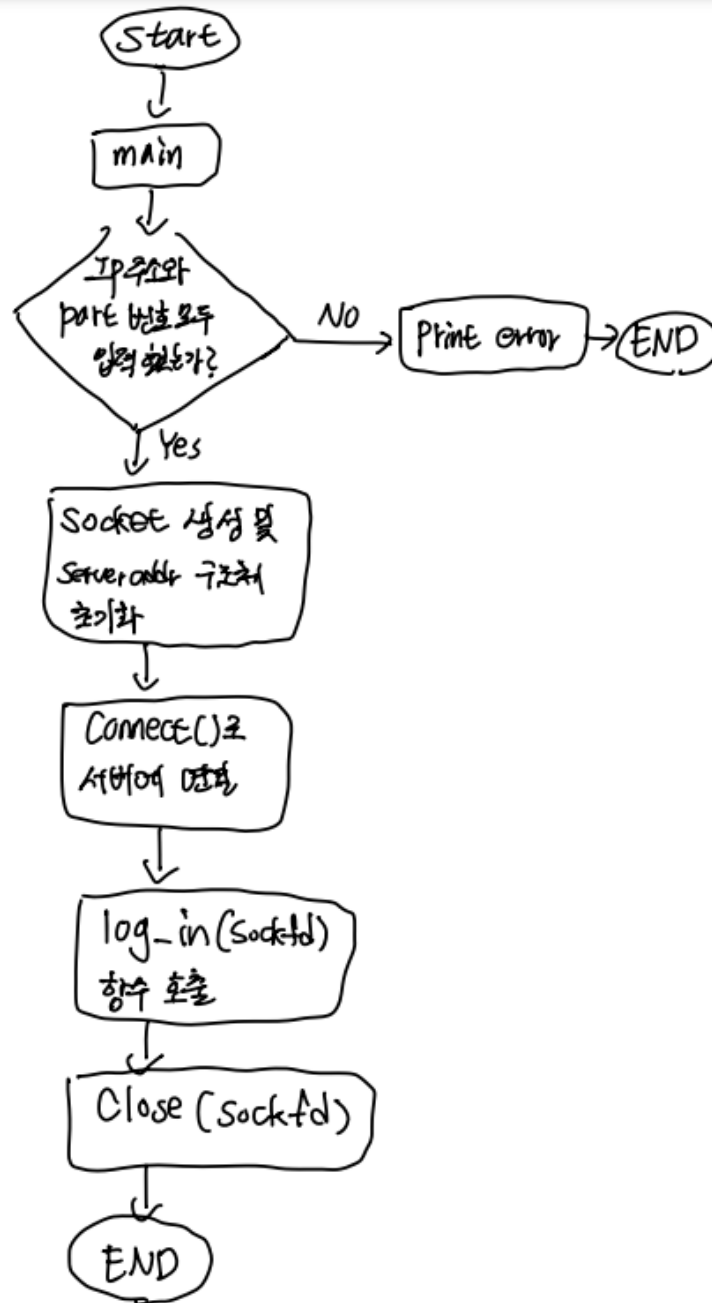 Start
main
IP주소와
port 번호 모두
입력 했는가?
NO
Print error
END
Yes
Socket 생성 및
Serveraddr 구조체
초기화
Connect()로
서버에 연결
log_in(Sockfd)
함수 호출
Close (Sockfd)
END